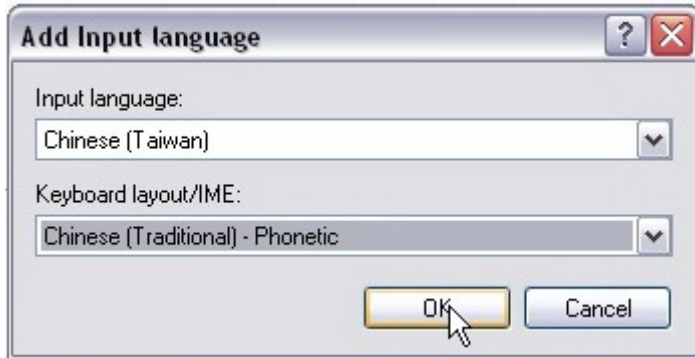 Add Input language
?
Input language:
Chinese (Taiwan)
Keyboard layout/IME:
Chinese (Traditional) - Phonetic
OK
Cancel